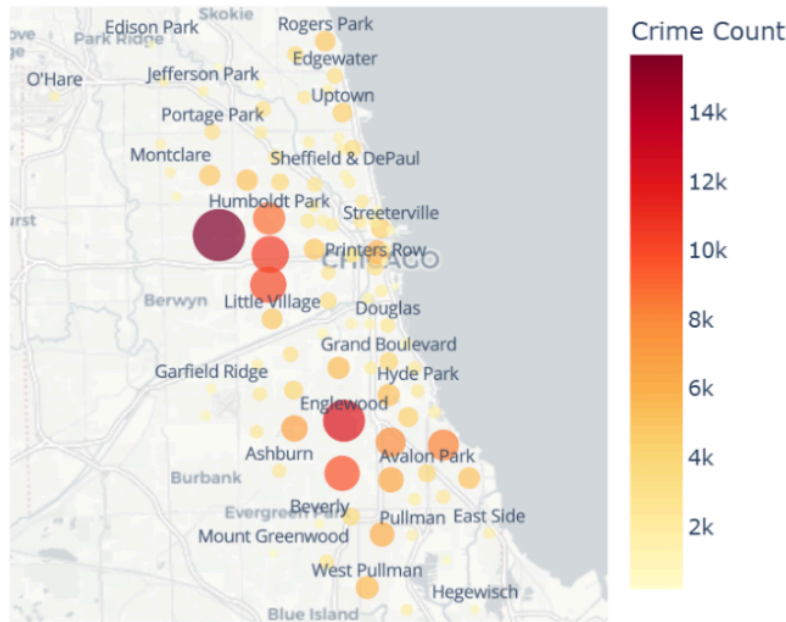 Skokie
Edison Park
Rogers Park
Park Ridge
Edgewater
O'Hare
Jefferson Park
Uptown
Portage Park
Montclare
Sheffield & DePaul
Humboldt Park
Streeterville
urst
Printers Row
CHICAGO
Berwyn
Little Village
Douglas
Grand Boulevard
Garfield Ridge
Hyde Park
Englewood
Ashburn
Avalon Park
Burbank
Beverly
Evergreen Park
Pullman
East Side
Mount Greenwood
West Pullman
Hegewisch
Blue Island
Crime Count
14k
12k
10k
8k
6k
4k
2k